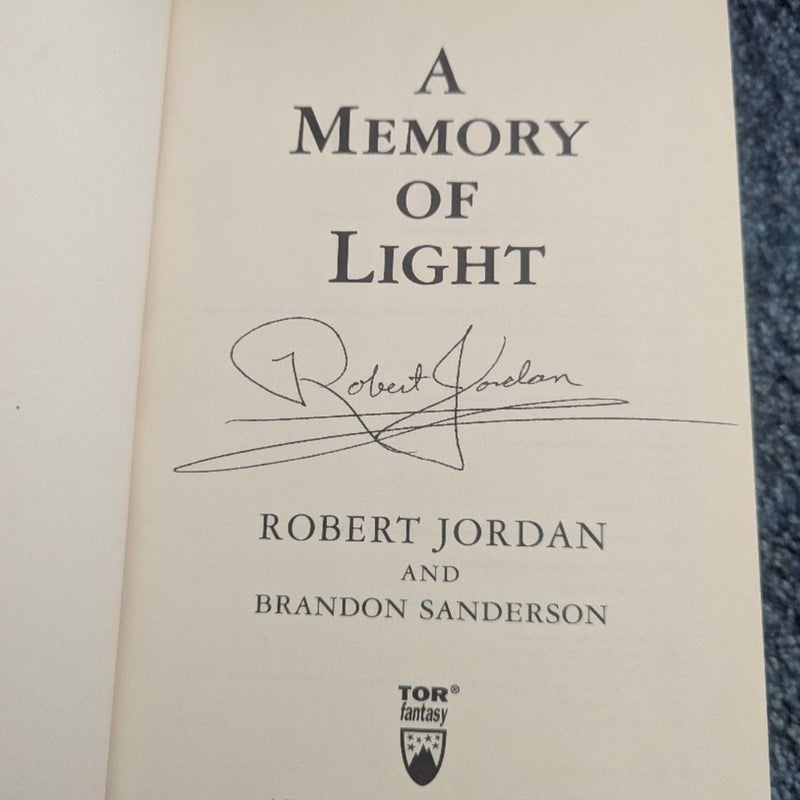 A
MEMORY
OF
LIGHT
Robert Jordan
ROBERT JORDAN
AND
BRANDON SANDERSON
TOR®
fantasy